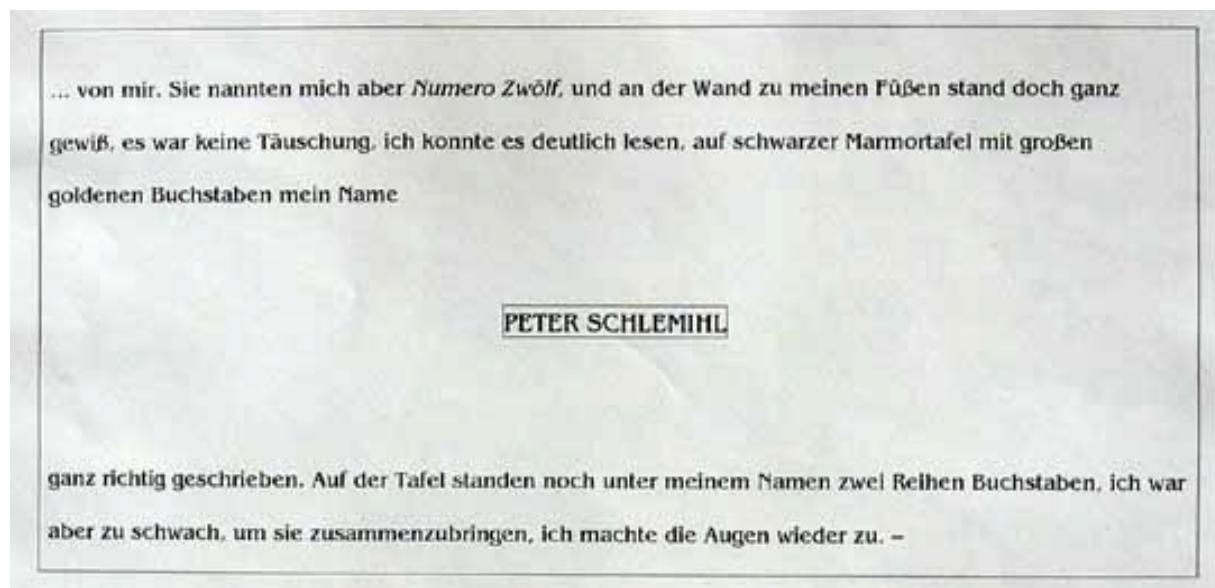 ... von mir. Sie nannten mich aber Numero Zwölf, und an der Wand zu meinen Füßen stand doch ganz
gewiß, es war keine Täuschung, ich konnte es deutlich lesen, auf schwarzer Marmortafel mit großen
goldenen Buchstaben mein Name
PETER SCHLEMIHL
ganz richtig geschrieben. Auf der Tafel standen noch unter meinem Namen zwei Reihen Buchstaben, ich war
aber zu schwach, um sie zusammenzubringen, ich machte die Augen wieder zu. –